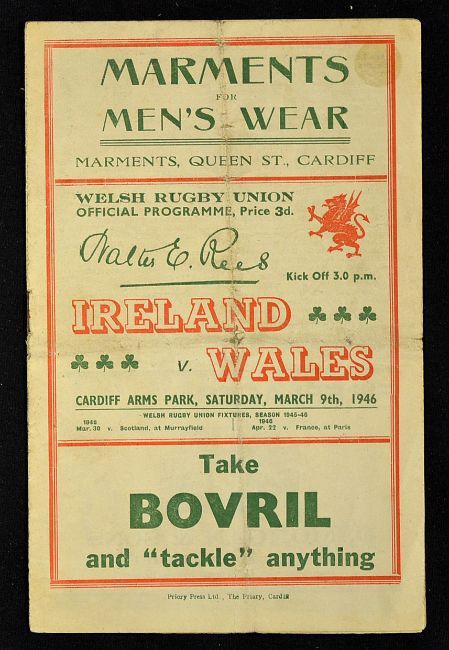 MARMENTS
FOR
MEN'S WEAR
MARMENTS, QUEEN ST., CARDIFF
WELSH RUGBY UNION
OFFICIAL PROGRAMME, Price 3d.
Walter E. Rees
Kick Off 3.0 p.m.
IRELAND
v. WALES
CARDIFF ARMS PARK, SATURDAY, MARCH 9th, 1946
WELSH RUGBY UNION FIXTURES, SEASON 1945-46
1946 1946
Mar. 30 v. Scotland, at Murrayfield Apr. 22 v. France, at Paris
Take
BOVRIL
and "tackle" anything
Priory Press Ltd., The Priory, Cardiff